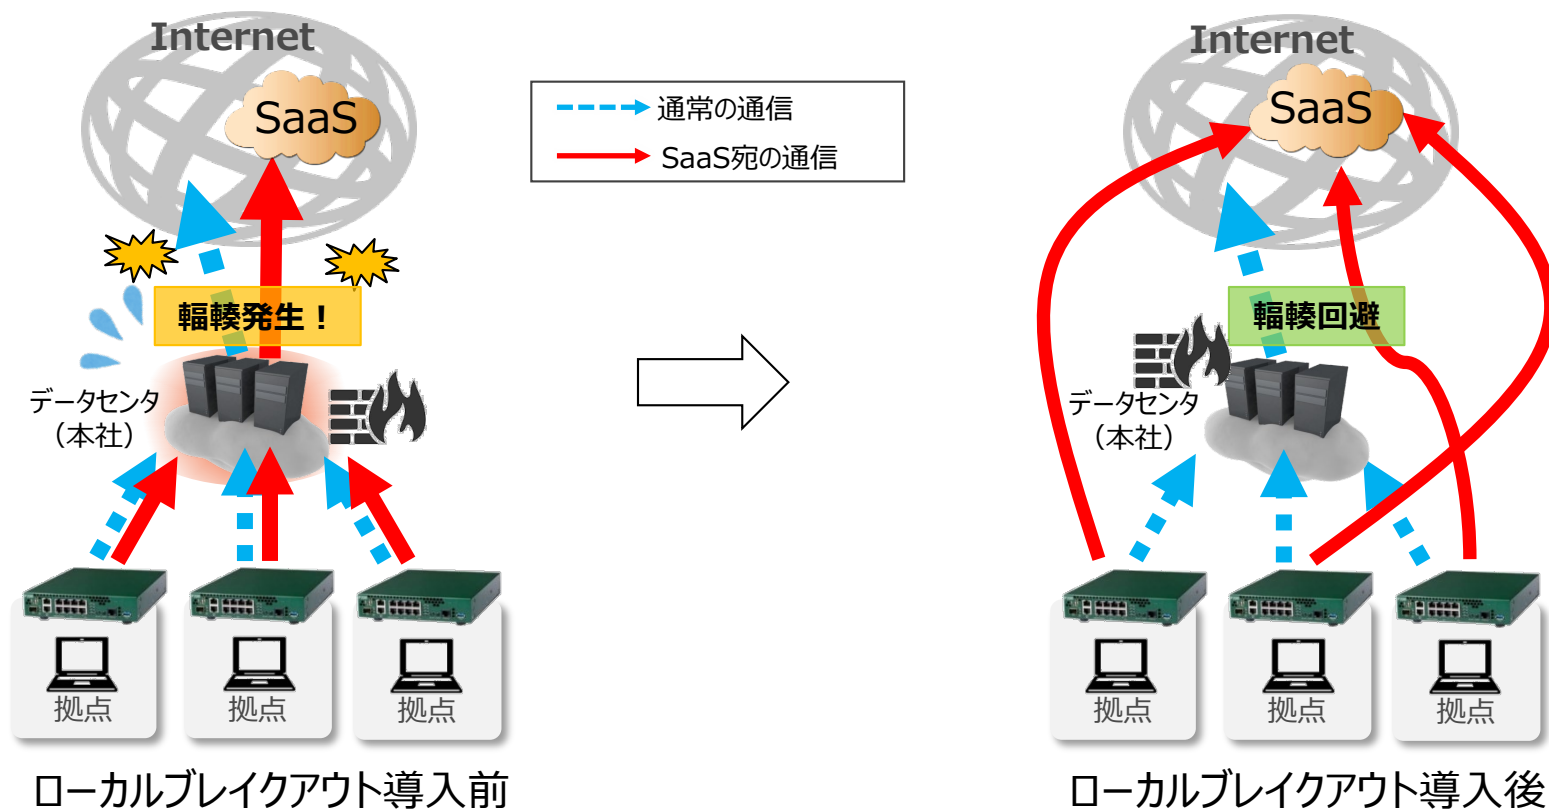 Internet
SaaS
輻輳発生！
データセンタ
（本社）
拠点
拠点
拠点
ローカルブレイクアウト導入前
通常の通信
SaaS宛の通信
Internet
SaaS
輻輳回避
データセンタ
（本社）
拠点
拠点
拠点
ローカルブレイクアウト導入後